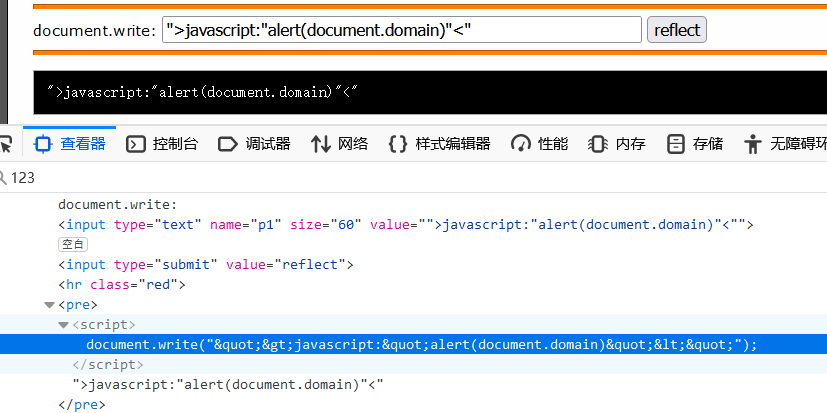 document.write: ">javascript:"alert(document.domain)"<" reflect
">javascript:"alert(document.domain)"<"
查看器 控制台 调试器 网络 {} 样式编辑器 性能 内存 存储 无障碍环
123
document.write:
<input type="text" name="p1" size="60" value="">javascript:"alert(document.domain)"<"">
空白
<input type="submit" value="reflect">
<hr class="red">
<pre>
<script>
document.write("&quot;&gt;javascript:&quot;alert(document.domain)&quot;&lt;&quot;");
</script>
">javascript:"alert(document.domain)"<"
</pre>